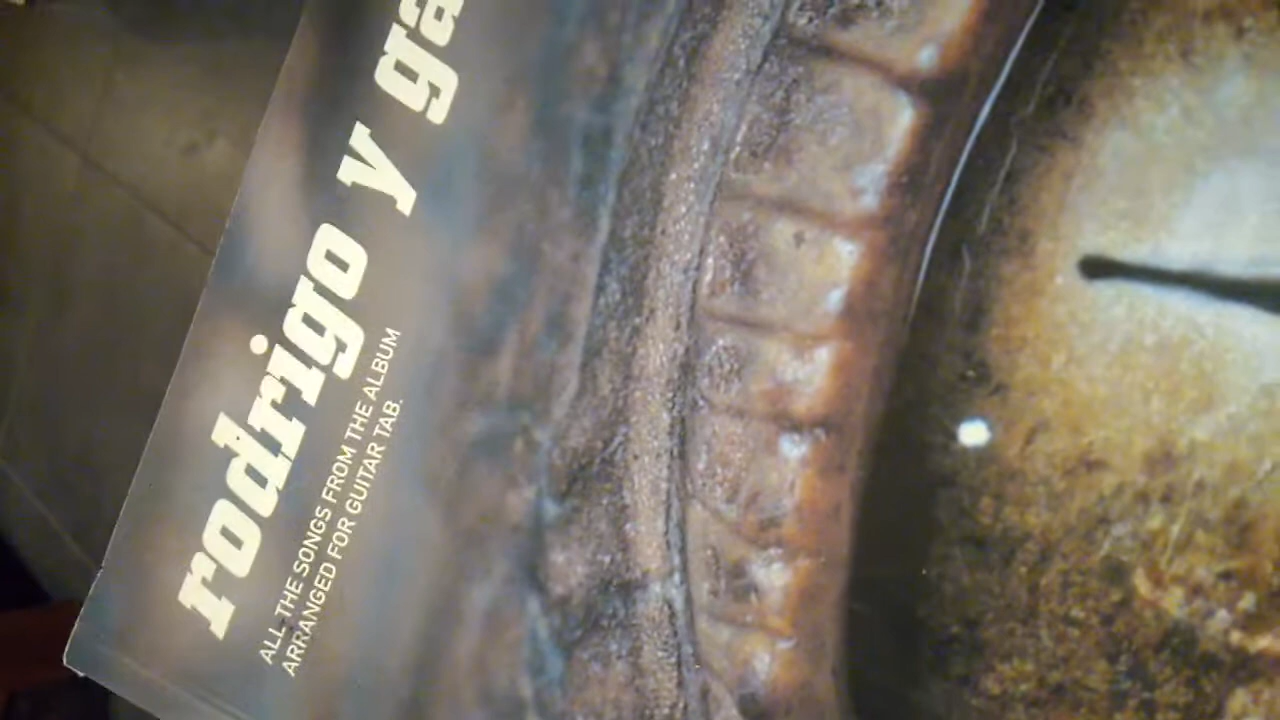 rodrigo y ga
ALL THE SONGS FROM THE ALBUM
ARRANGED FOR GUITAR TAB.